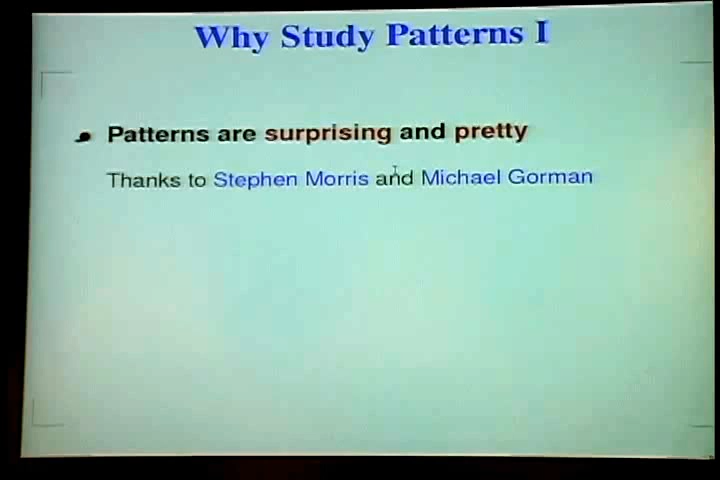 Why Study Patterns I
Patterns are surprising and pretty
Thanks to Stephen Morris and Michael Gorman